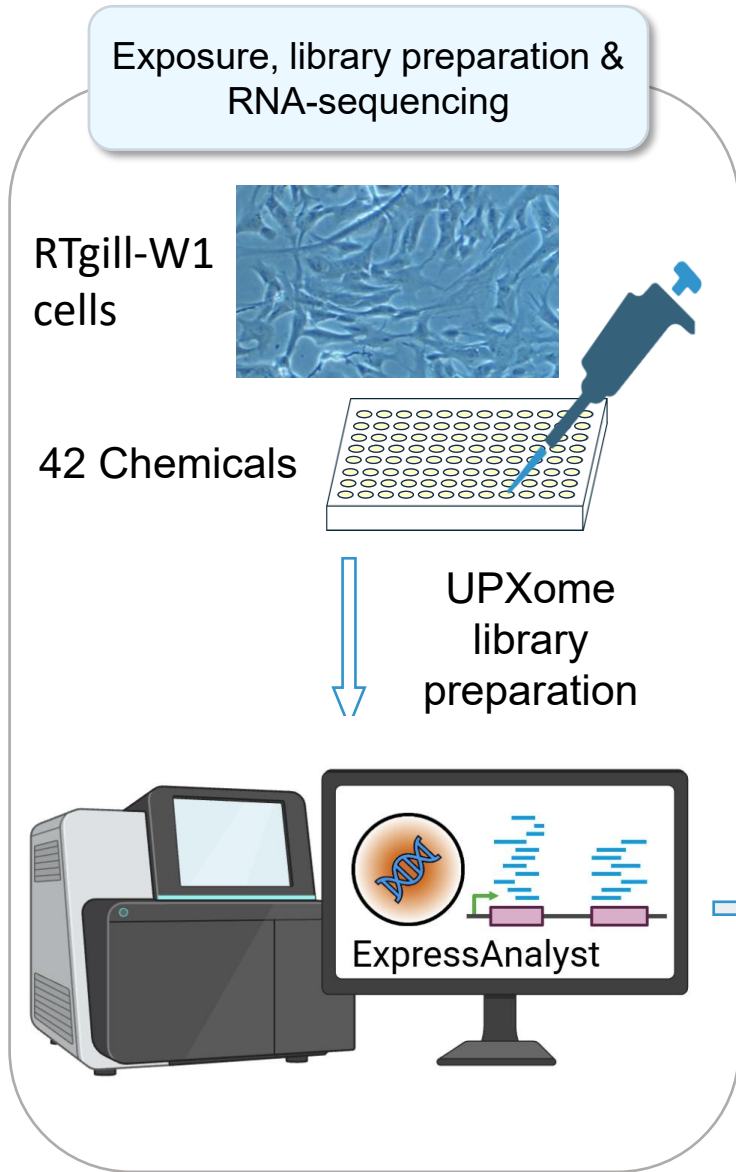 Exposure, library preparation &
RNA-sequencing
RTgill-W1
cells
42 Chemicals
UPXome
library
preparation
ExpressAnalyst